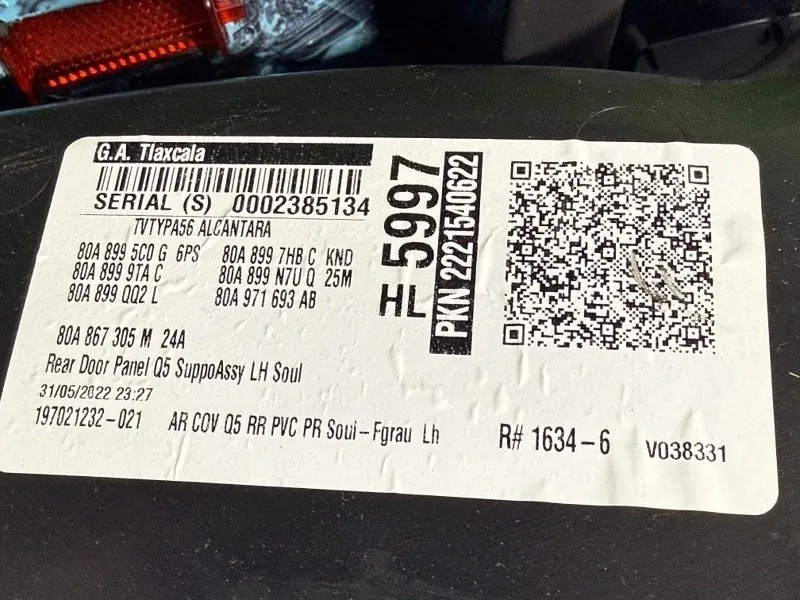 G.A. Tlaxcala
SERIAL (S) 0002385134
TVTYPA56 ALCANTARA
80A 899 5C0 G 6PS 80A 899 7HB C KND
80A 899 9TA C 80A 899 N7U Q 25M
80A 899 QQ2 L 80A 971 693 AB
HL 5997
PKN 2221540622
80A 867 305 M 24A
Rear Door Panel Q5 SuppoAssy LH Soul
31/05/2022 23:27
197021232-021 AR COV Q5 RR PVC PR Soul-Fgrau Lh
R# 1634-6 V038331